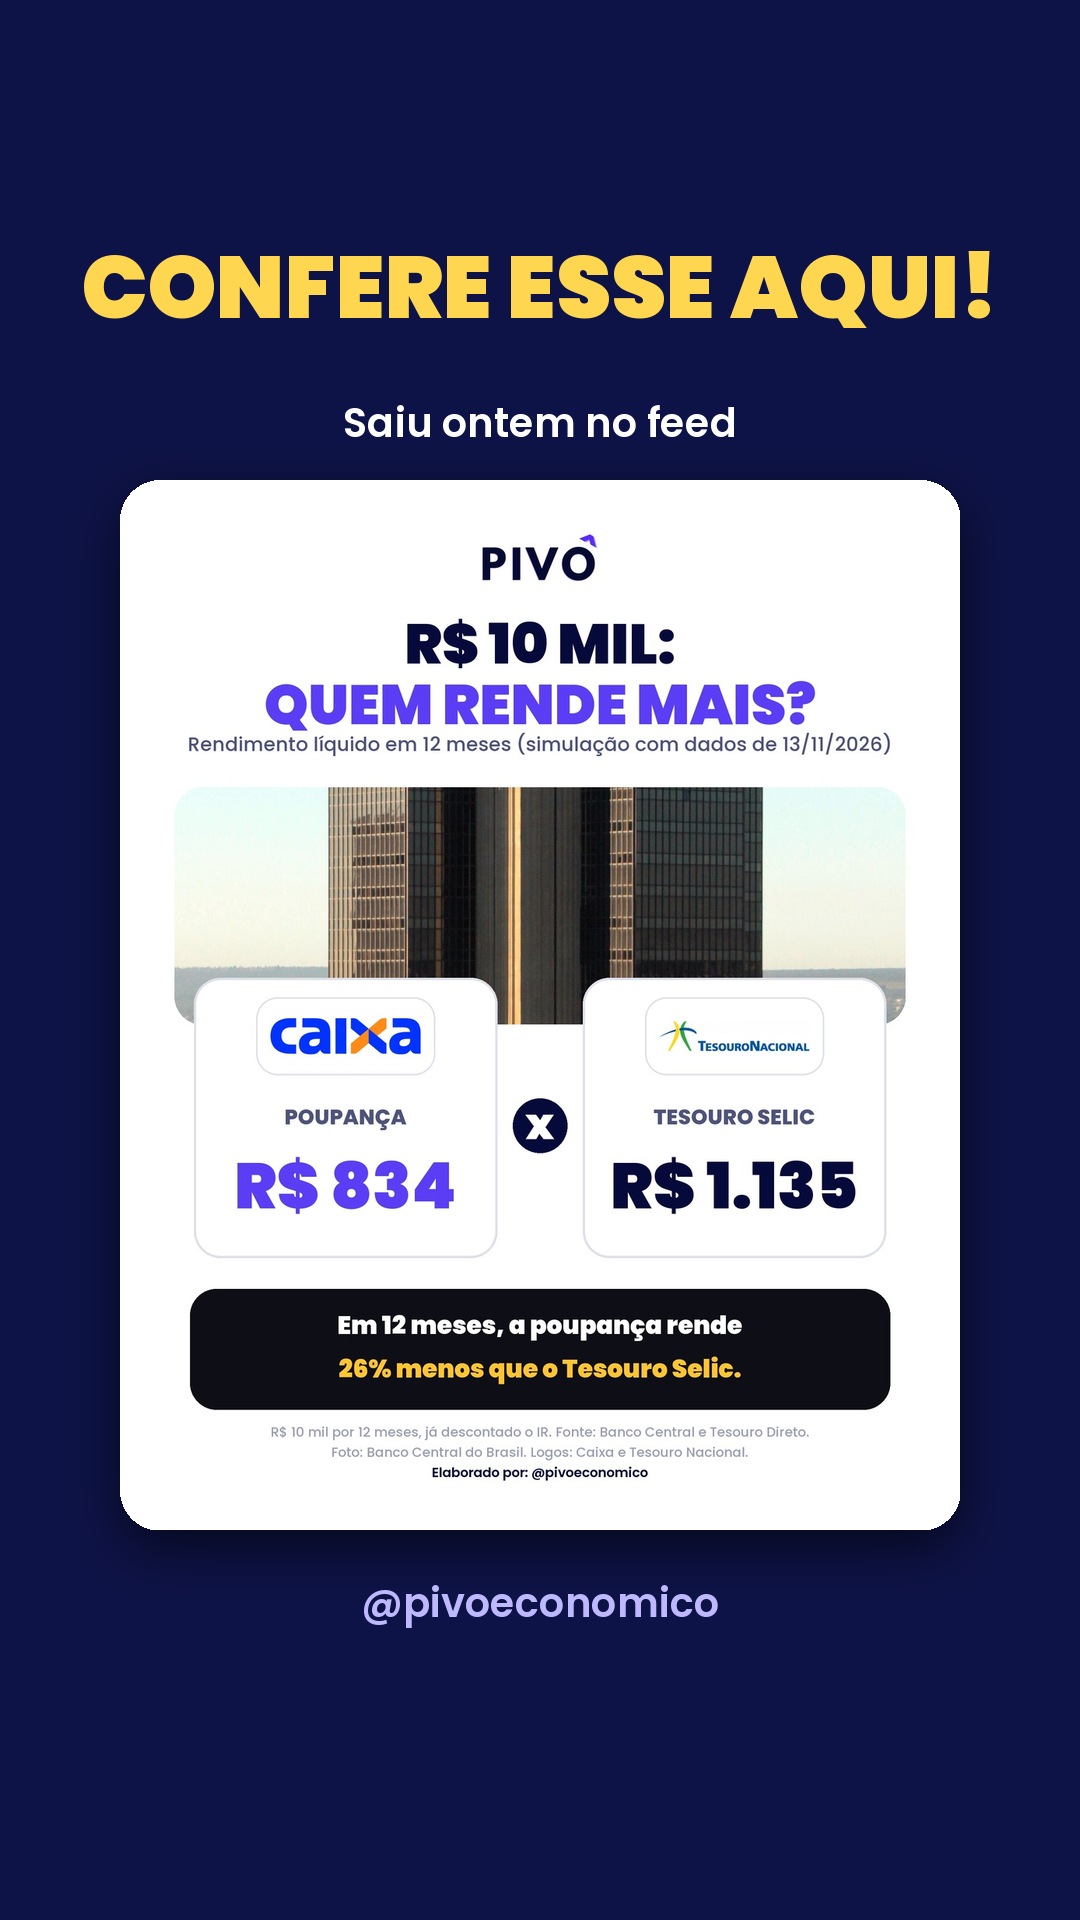 CONFERE ESSE AQUI!
Saiu ontem no feed
PIVÔ
R$ 10 MIL:
QUEM RENDE MAIS?
Rendimento líquido em 12 meses (simulação com dados de 13/11/2026)
CAIXA
TESOURO NACIONAL
POUPANÇA
X
TESOURO SELIC
R$ 834
R$ 1.135
Em 12 meses, a poupança rende
26% menos que o Tesouro Selic.
R$ 10 mil por 12 meses, já descontado o IR. Fonte: Banco Central e Tesouro Direto.
Foto: Banco Central do Brasil. Logos: Caixa e Tesouro Nacional.
Elaborado por: @pivoeconomico
@pivoeconomico